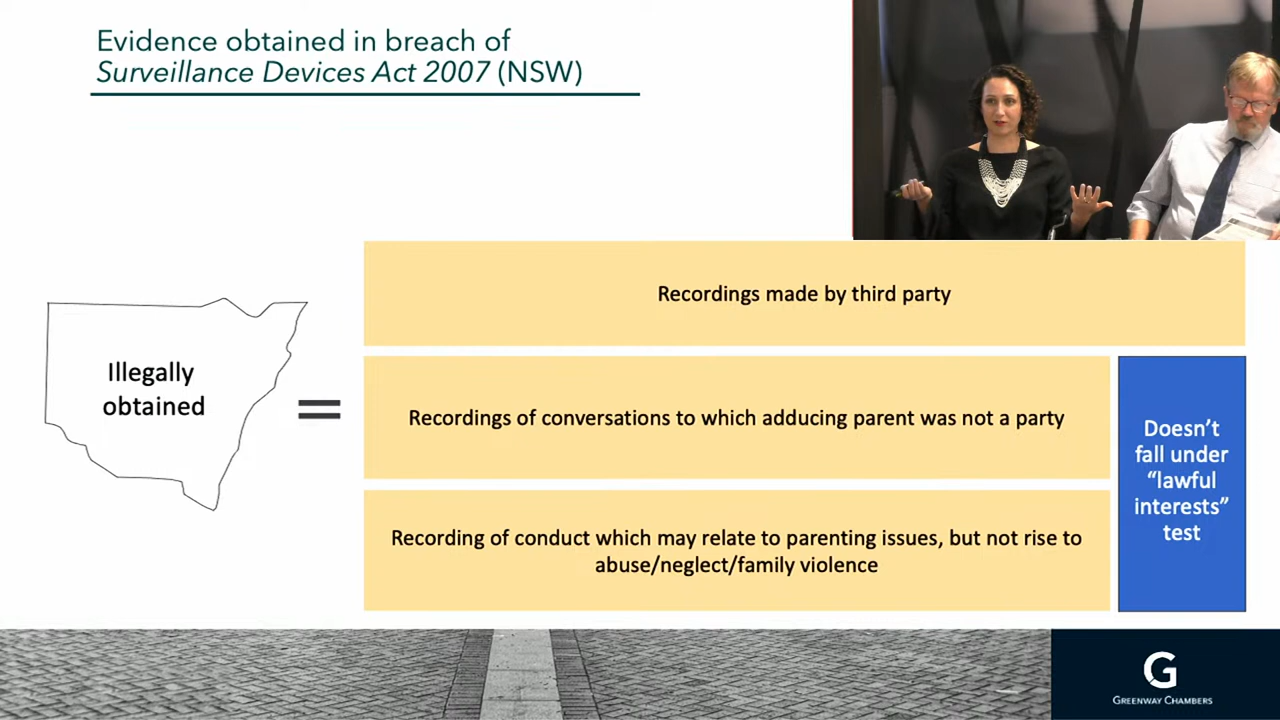 Evidence obtained in breach of
Surveillance Devices Act 2007 (NSW)
Illegally
obtained
=
Recordings made by third party
Recordings of conversations to which adducing parent was not a party
Recording of conduct which may relate to parenting issues, but not rise to
abuse/neglect/family violence
Doesn’t
fall under
“lawful
interests”
test
G
GREENWAY CHAMBERS